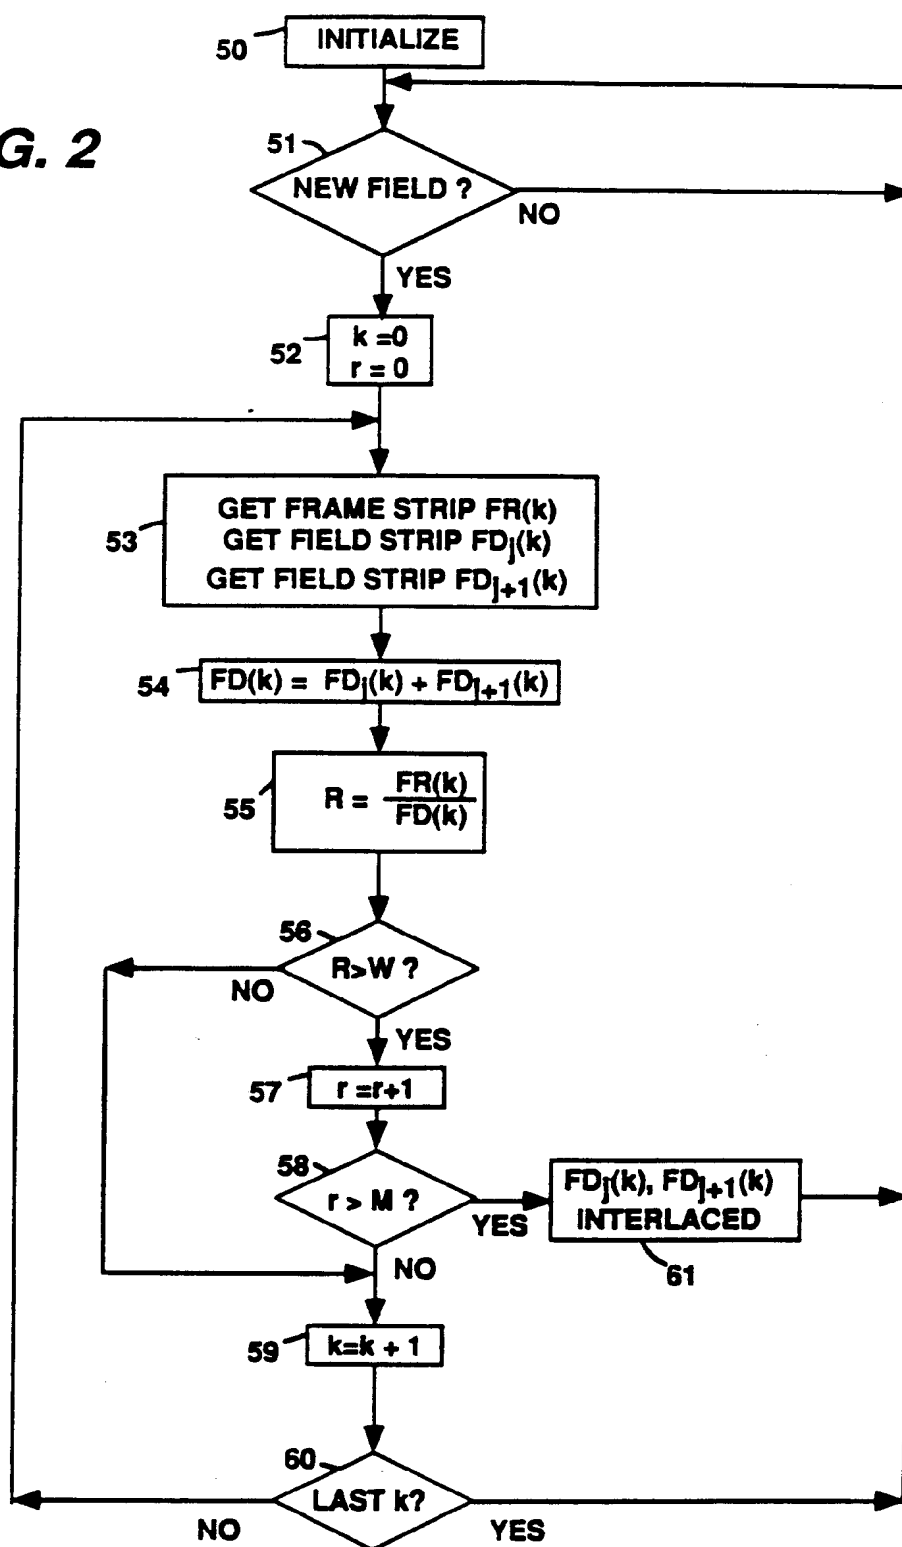 50
INITIALIZE
G. 2
51
NEW FIELD ?
NO
YES
52
k =0
r = 0
53
GET FRAME STRIP FR(k)
GET FIELD STRIP FDj(k)
GET FIELD STRIP FDj+1(k)
54
FD(k) = FDj(k) + FDj+1(k)
55
R = FR(k)
FD(k)
56
R>W ?
NO
YES
57
r =r+1
58
r > M ?
YES
FDj(k), FDj+1(k)
INTERLACED
61
NO
59
k=k + 1
60
LAST k?
NO
YES